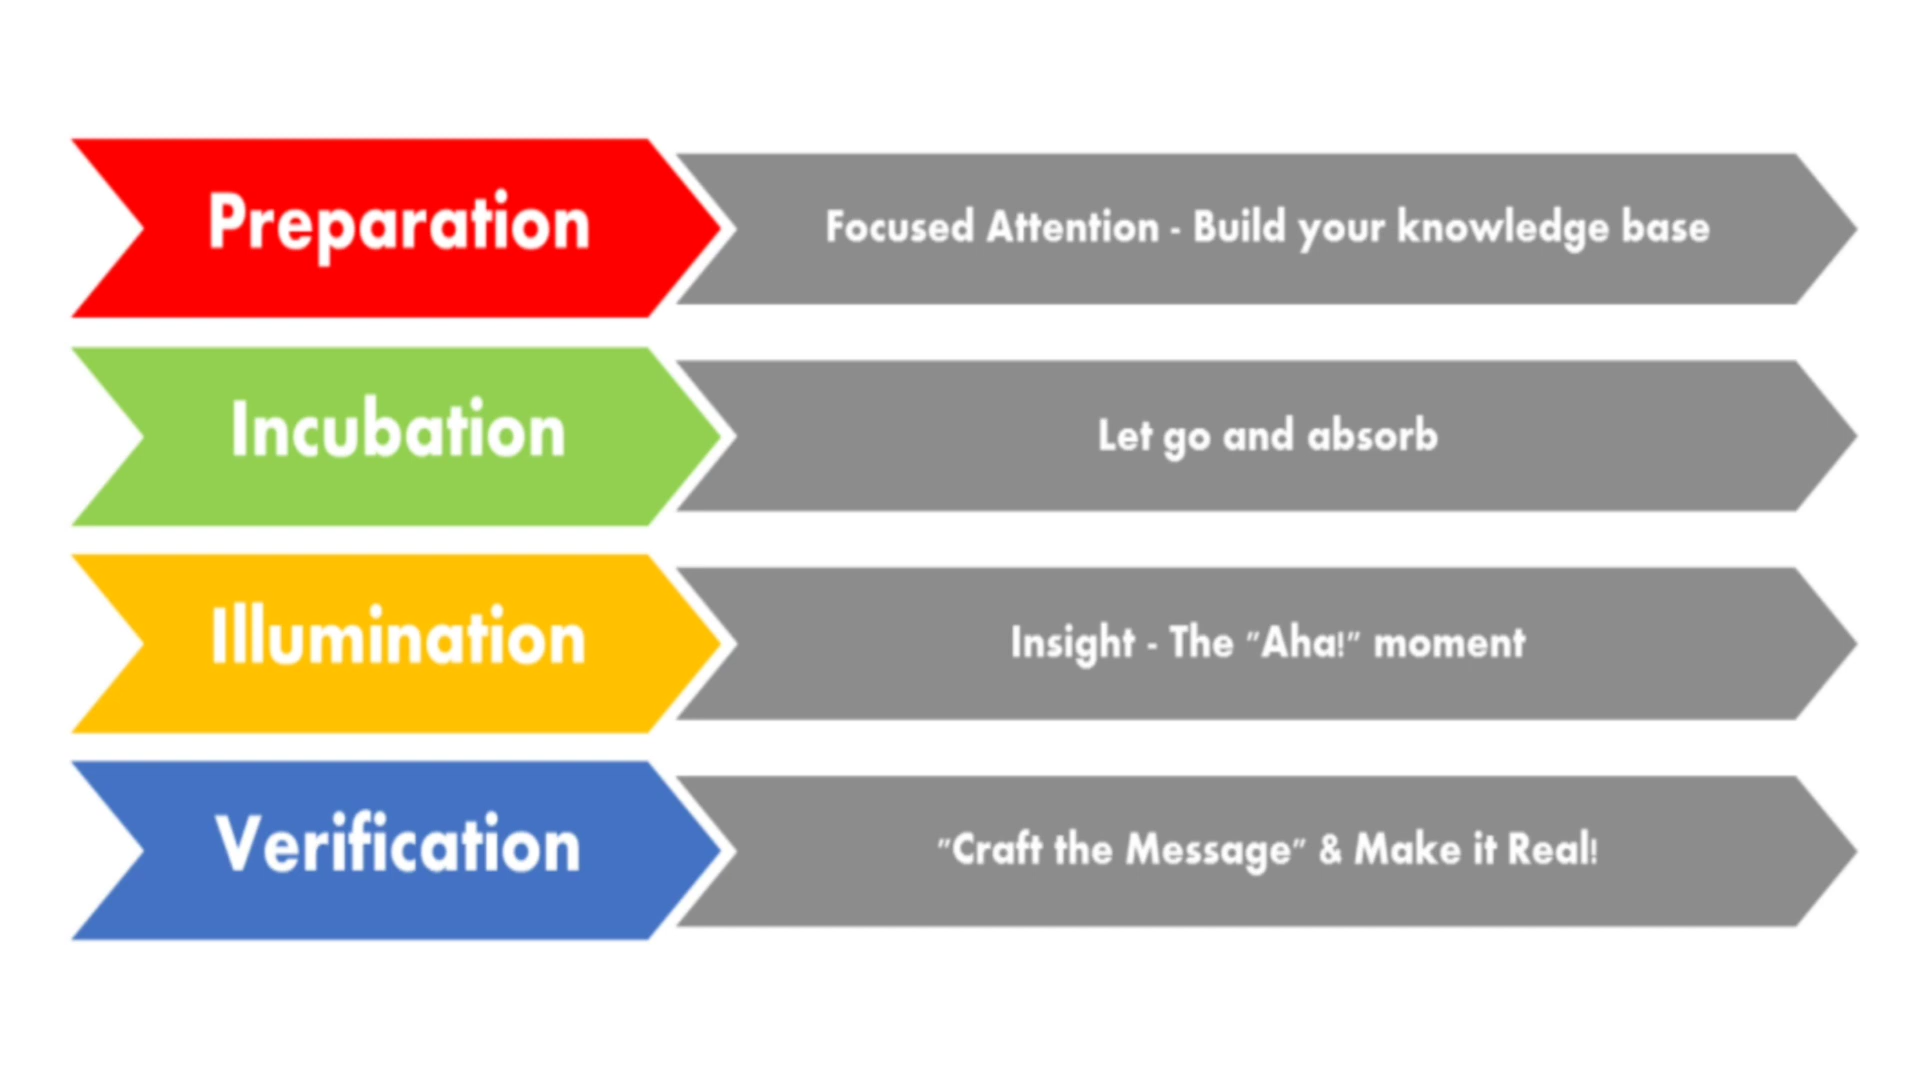 Preparation
Focused Attention - Build your knowledge base
Incubation
Let go and absorb
Illumination
Insight - The "Aha!" moment
Verification
"Craft the Message" & Make it Real!